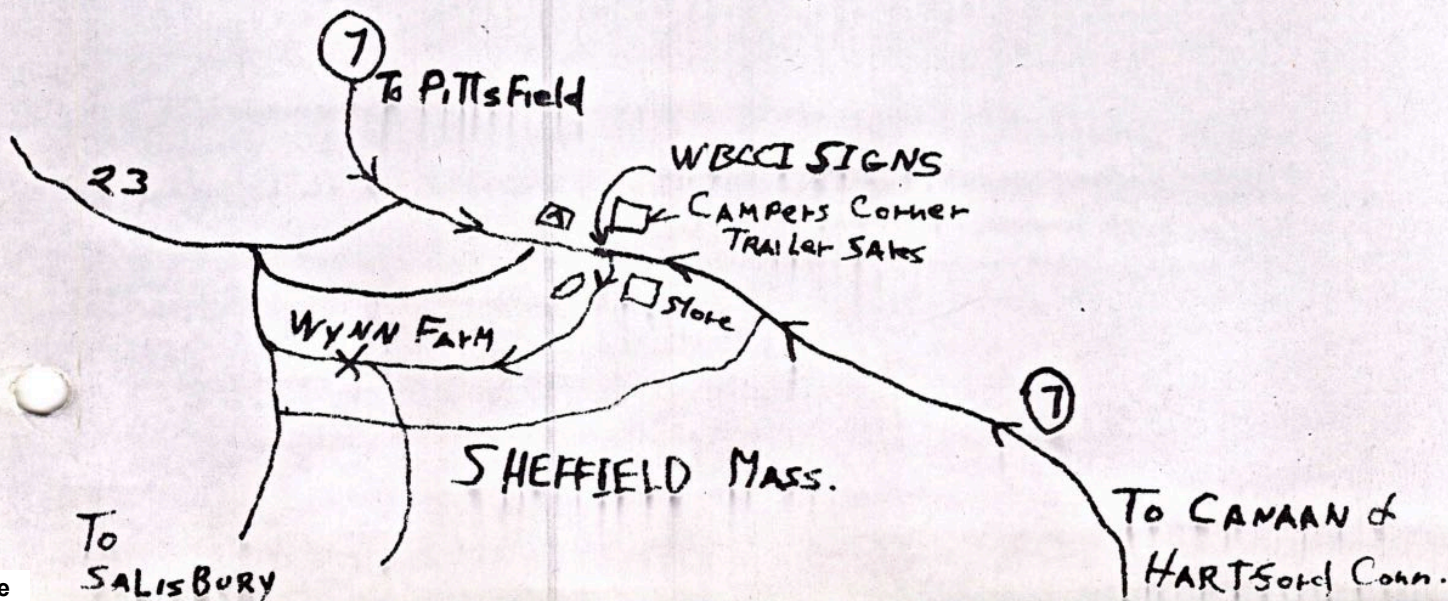 7
To PITTsField
23
WBCCI SIGNS
CAMPers Corner
TRAILer SALes
Store
WyNN FArM
7
SHEFFIELD MASS.
To CANAAN &
HARTford Conn.
To
SALisBURY
e